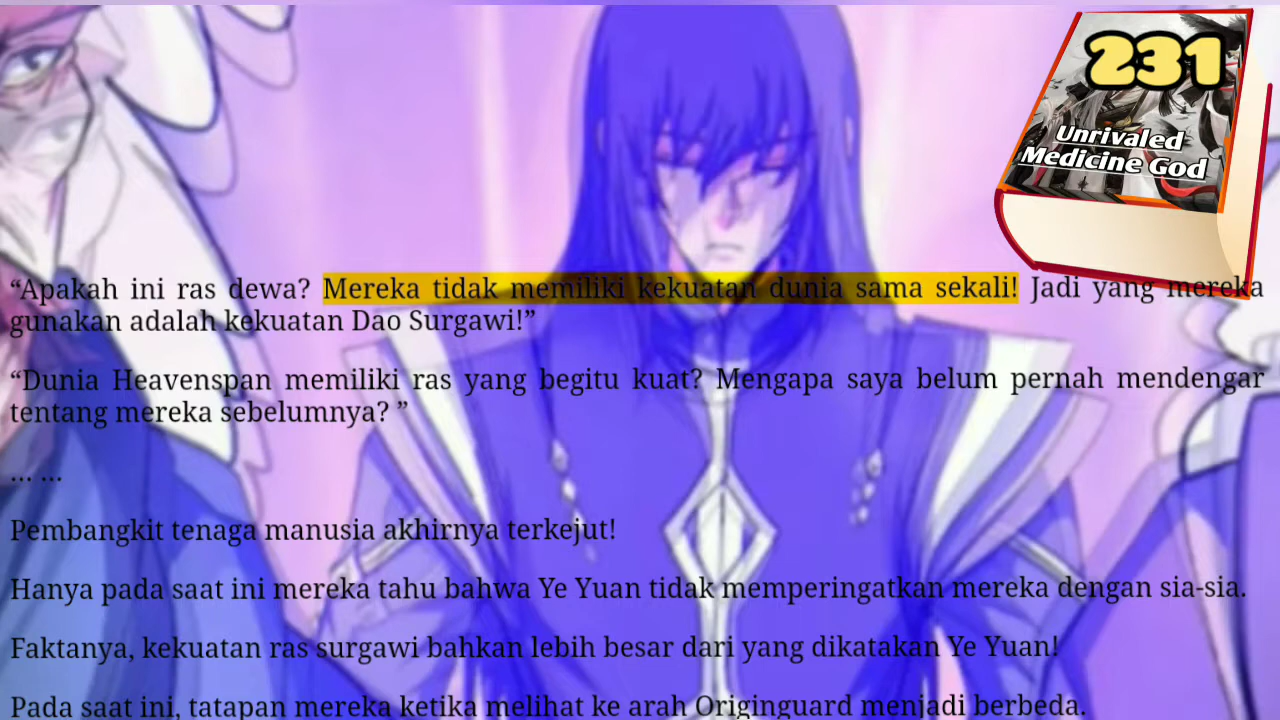 231
Unrivaled
Medicine God
“Apakah ini ras dewa? Mereka tidak memiliki kekuatan dunia sama sekali! Jadi yang mereka
gunakan adalah kekuatan Dao Surgawi!”
“Dunia Heavenspan memiliki ras yang begitu kuat? Mengapa saya belum pernah mendengar
tentang mereka sebelumnya? ”
... ...
Pembangkit tenaga manusia akhirnya terkejut!
Hanya pada saat ini mereka tahu bahwa Ye Yuan tidak memperingatkan mereka dengan sia-sia.
Faktanya, kekuatan ras surgawi bahkan lebih besar dari yang dikatakan Ye Yuan!
Pada saat ini, tatapan mereka ketika melihat ke arah Originguard menjadi berbeda.